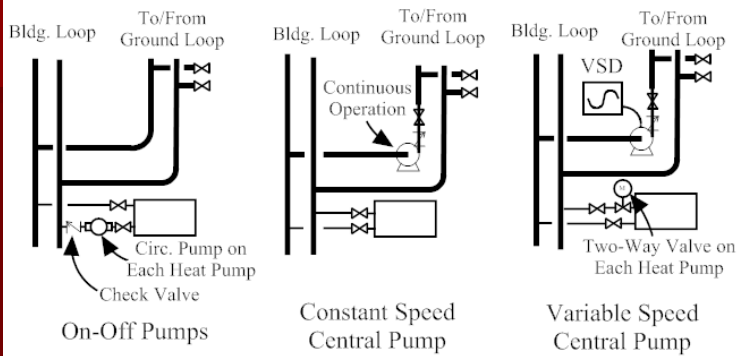 Bldg. Loop
To/From
Ground Loop
Circ. Pump on
Each Heat Pump
Check Valve
On-Off Pumps
Bldg. Loop
To/From
Ground Loop
Continuous
Operation
Constant Speed
Central Pump
Bldg. Loop
To/From
Ground Loop
VSD
Two-Way Valve on
Each Heat Pump
Variable Speed
Central Pump